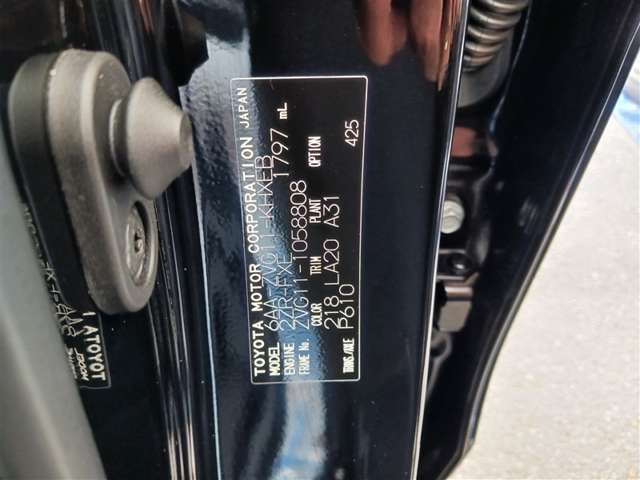 TOYOTA MOTOR CORPORATION JAPAN
MODEL 6AA-ZVG11-KHXEB
ENGINE 2ZR-FXE 1797 mL
FRAME No. ZVG11-1058808
COLOR TRIM PLANT OPTION
218 LA20 A31 425
TRANS/AXLE P610